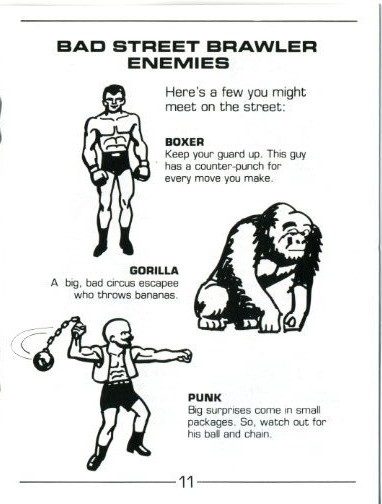 BAD STREET BRAWLER
ENEMIES
Here's a few you might
meet on the street:
BOXER
Keep your guard up. This guy
has a counter-punch for
every move you make.
GORILLA
A big, bad circus escapee
who throws bananas.
PUNK
Big surprises come in small
packages. So, watch out for
his ball and chain.
11